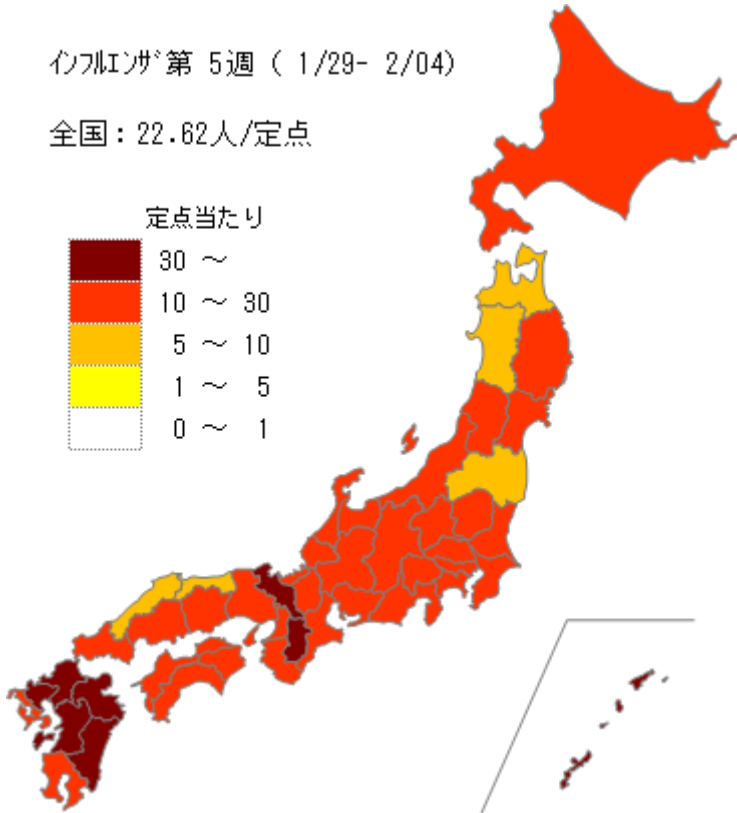 インフルエンザ第 5週 ( 1/29- 2/04)
全国：22.62人/定点
定点当たり
30 ～
10 ～ 30
5 ～ 10
1 ～ 5
0 ～ 1